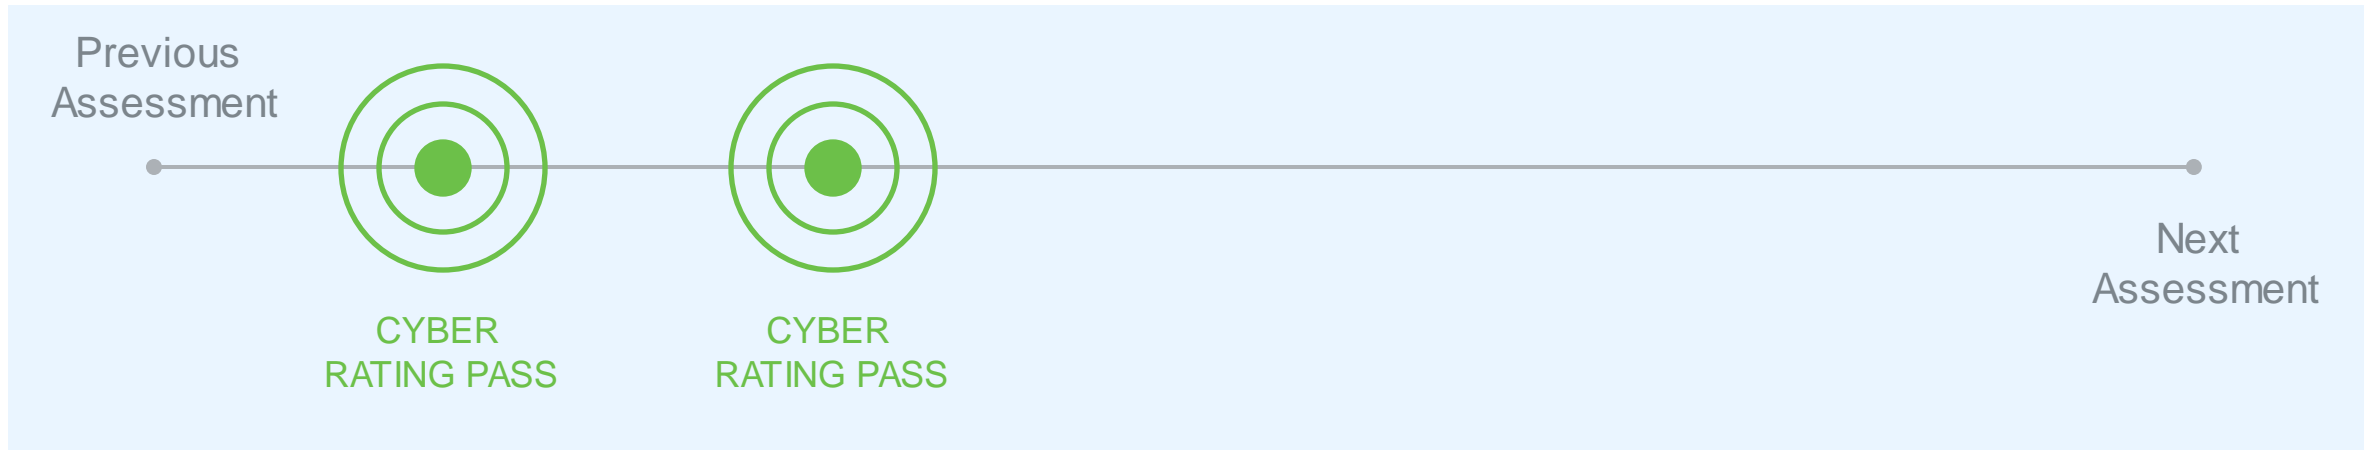 Previous
Assessment
CYBER
RATING PASS
CYBER
RATING PASS
Next
Assessment